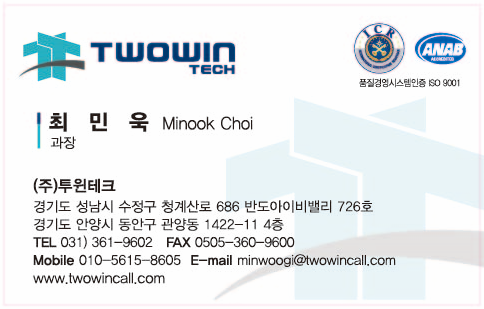 TWOWIN
TECH
ICR
ANAB
ACCREDITED
품질경영시스템인증 ISO 9001
최 민 욱 Minook Choi
과장
(주)투윈테크
경기도 성남시 수정구 청계산로 686 반도아이비밸리 726호
경기도 안양시 동안구 관양동 1422-11 4층
TEL 031) 361-9602 FAX 0505-360-9600
Mobile 010-5615-8605 E-mail minwoogi@twowincall.com
www.twowincall.com